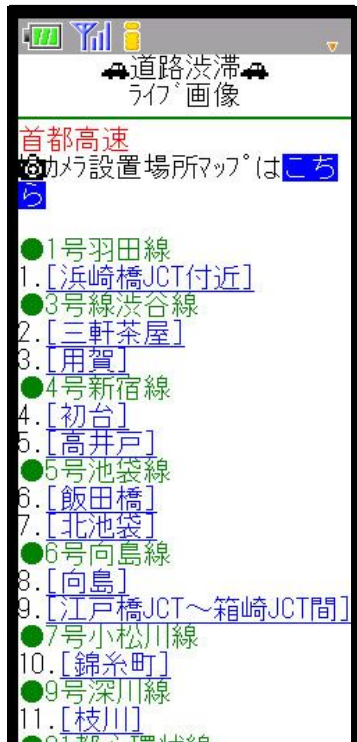 道路渋滞
ﾗｲﾌﾞ画像
首都高速
ｶﾒﾗ設置場所ﾏｯﾌﾟはこち
ら
●1号羽田線
1.[浜崎橋JCT付近]
●3号線渋谷線
2.[三軒茶屋]
3.[用賀]
●4号新宿線
4.[初台]
5.[高井戸]
●5号池袋線
6.[飯田橋]
7.[北池袋]
●6号向島線
8.[向島]
9.[江戸橋JCT～箱崎JCT間]
●7号小松川線
10.[錦糸町]
●9号深川線
11.[枝川]